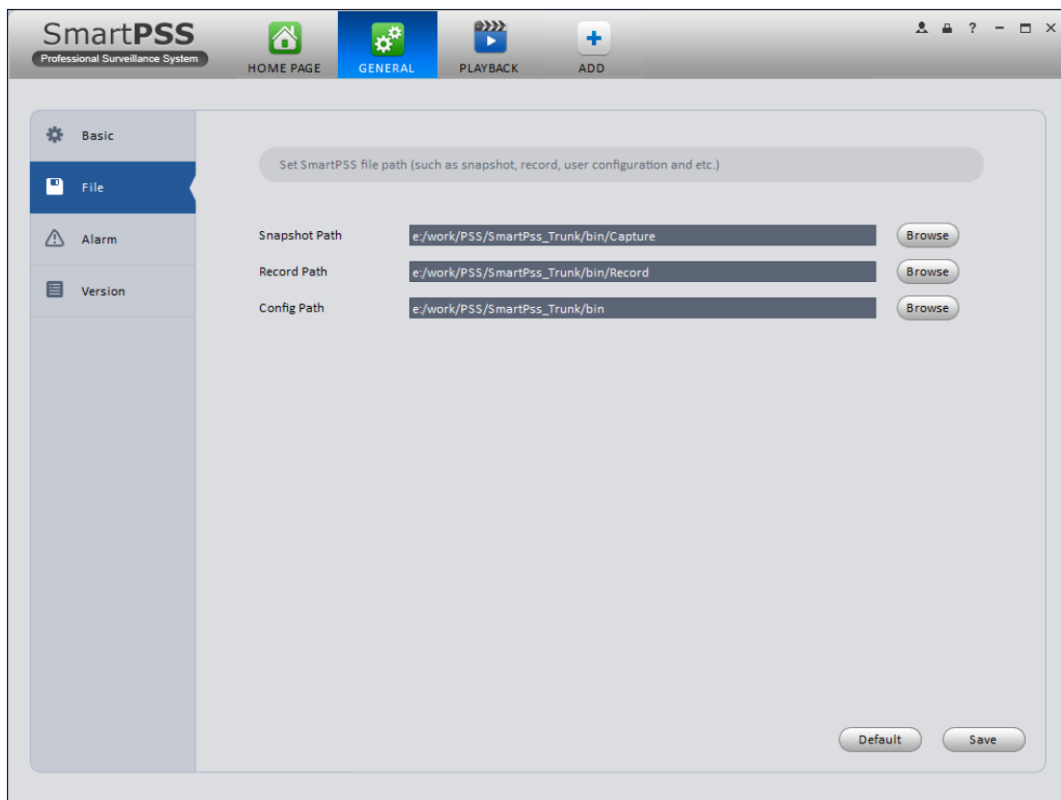 SmartPSS
Professional Surveillance System
HOME PAGE
GENERAL
PLAYBACK
ADD
?
Basic
File
Alarm
Version
Set SmartPSS file path (such as snapshot, record, user configuration and etc.)
Snapshot Path e:/work/PSS/SmartPss_Trunk/bin/Capture Browse
Record Path e:/work/PSS/SmartPss_Trunk/bin/Record Browse
Config Path e:/work/PSS/SmartPss_Trunk/bin Browse
Default Save